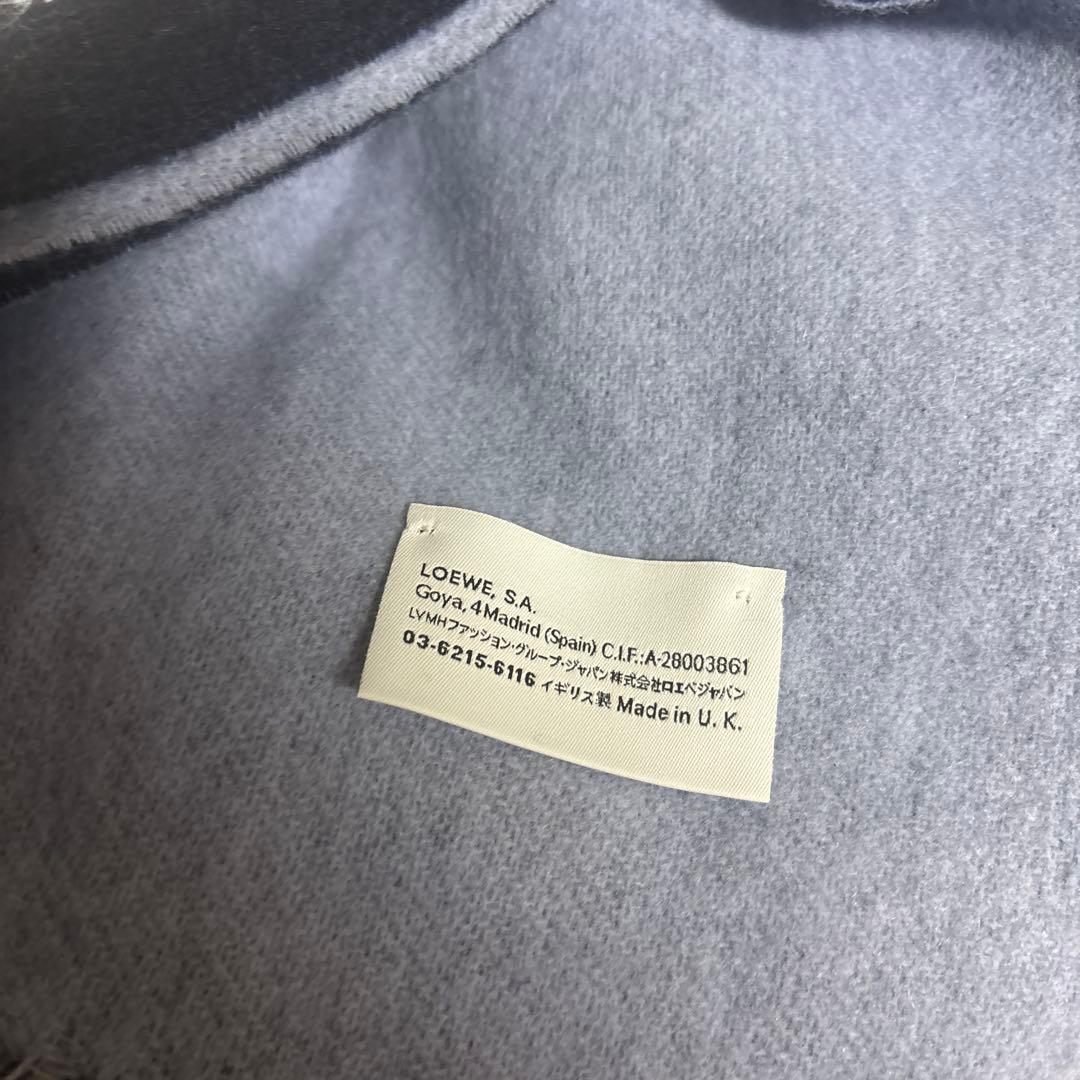 LOEWE, S.A.
Goya, 4 Madrid (Spain) C.I.F.:A-28003861
LVMHファッション・グループ・ジャパン株式会社ロエベジャパン
03-6215-6116 イギリス製 Made in U. K.